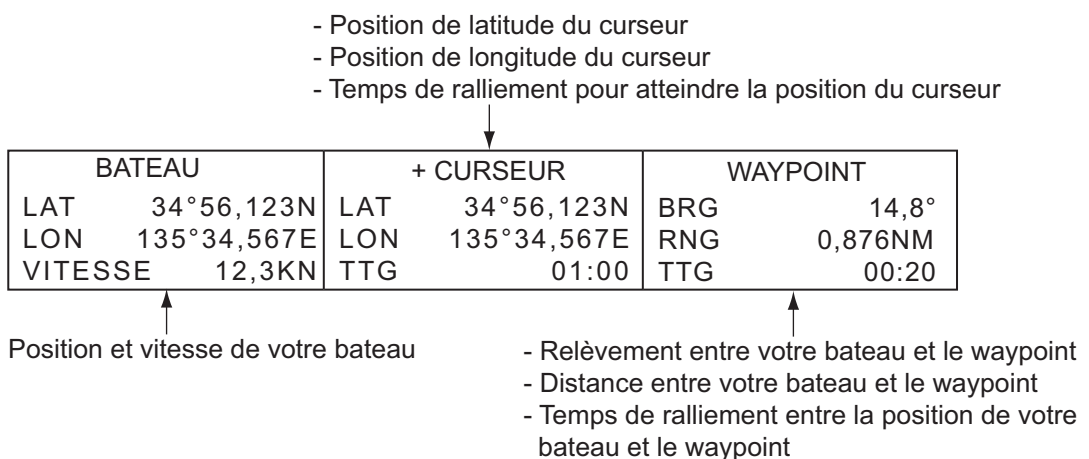 - Position de latitude du curseur
- Position de longitude du curseur
- Temps de ralliement pour atteindre la position du curseur
BATEAU
LAT 34°56,123N
LON 135°34,567E
VITESSE 12,3KN
+ CURSEUR
LAT 34°56,123N
LON 135°34,567E
TTG 01:00
WAYPOINT
BRG 14,8°
RNG 0,876NM
TTG 00:20
Position et vitesse de votre bateau
- Relèvement entre votre bateau et le waypoint
- Distance entre votre bateau et le waypoint
- Temps de ralliement entre la position de votre
bateau et le waypoint